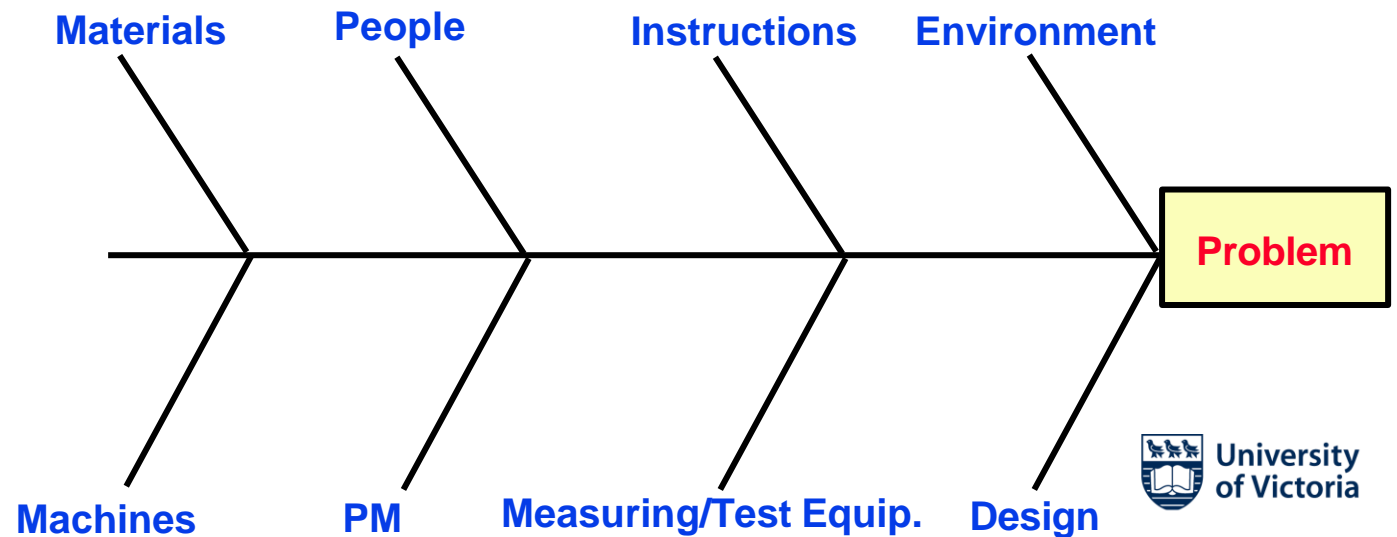 Materials
People
Instructions
Environment
Problem
Machines
PM
Measuring/Test Equip.
Design
University
of Victoria